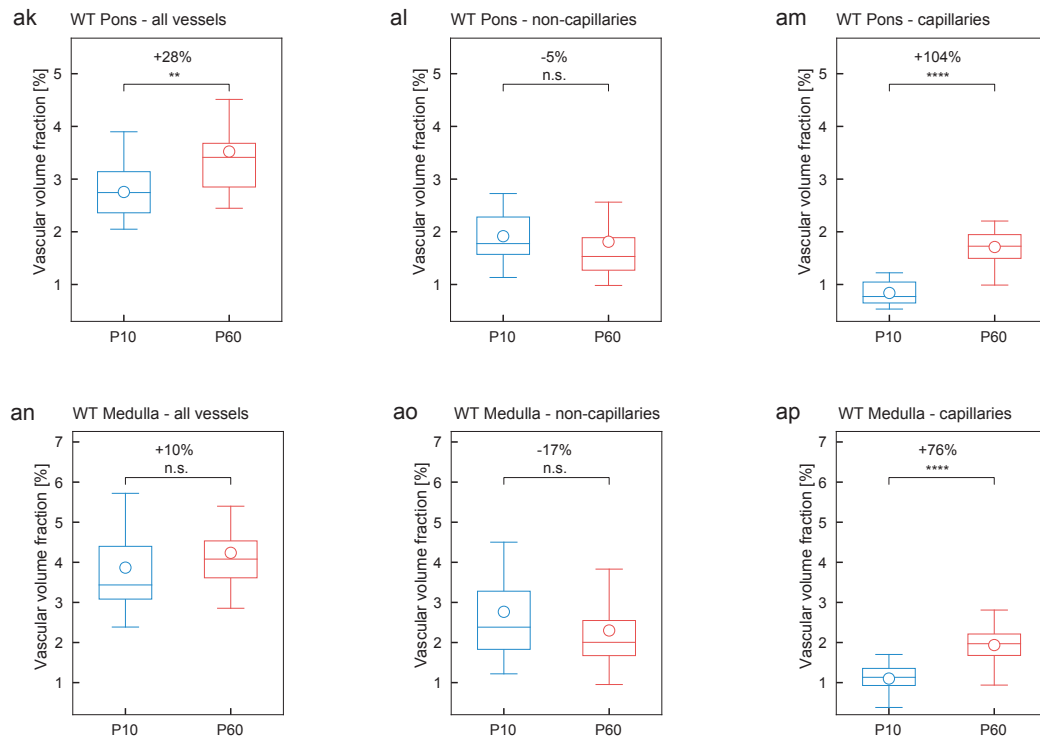 ak WT Pons - all vessels
Vascular volume fraction [%]
5
4
3
2
1
+28%
**
P10 P60
al WT Pons - non-capillaries
Vascular volume fraction [%]
5
4
3
2
1
-5%
n.s.
P10 P60
am WT Pons - capillaries
Vascular volume fraction [%]
5
4
3
2
1
+104%
****
P10 P60
an WT Medulla - all vessels
Vascular volume fraction [%]
7
6
5
4
3
2
1
+10%
n.s.
P10 P60
ao WT Medulla - non-capillaries
Vascular volume fraction [%]
7
6
5
4
3
2
1
-17%
n.s.
P10 P60
ap WT Medulla - capillaries
Vascular volume fraction [%]
7
6
5
4
3
2
1
+76%
****
P10 P60